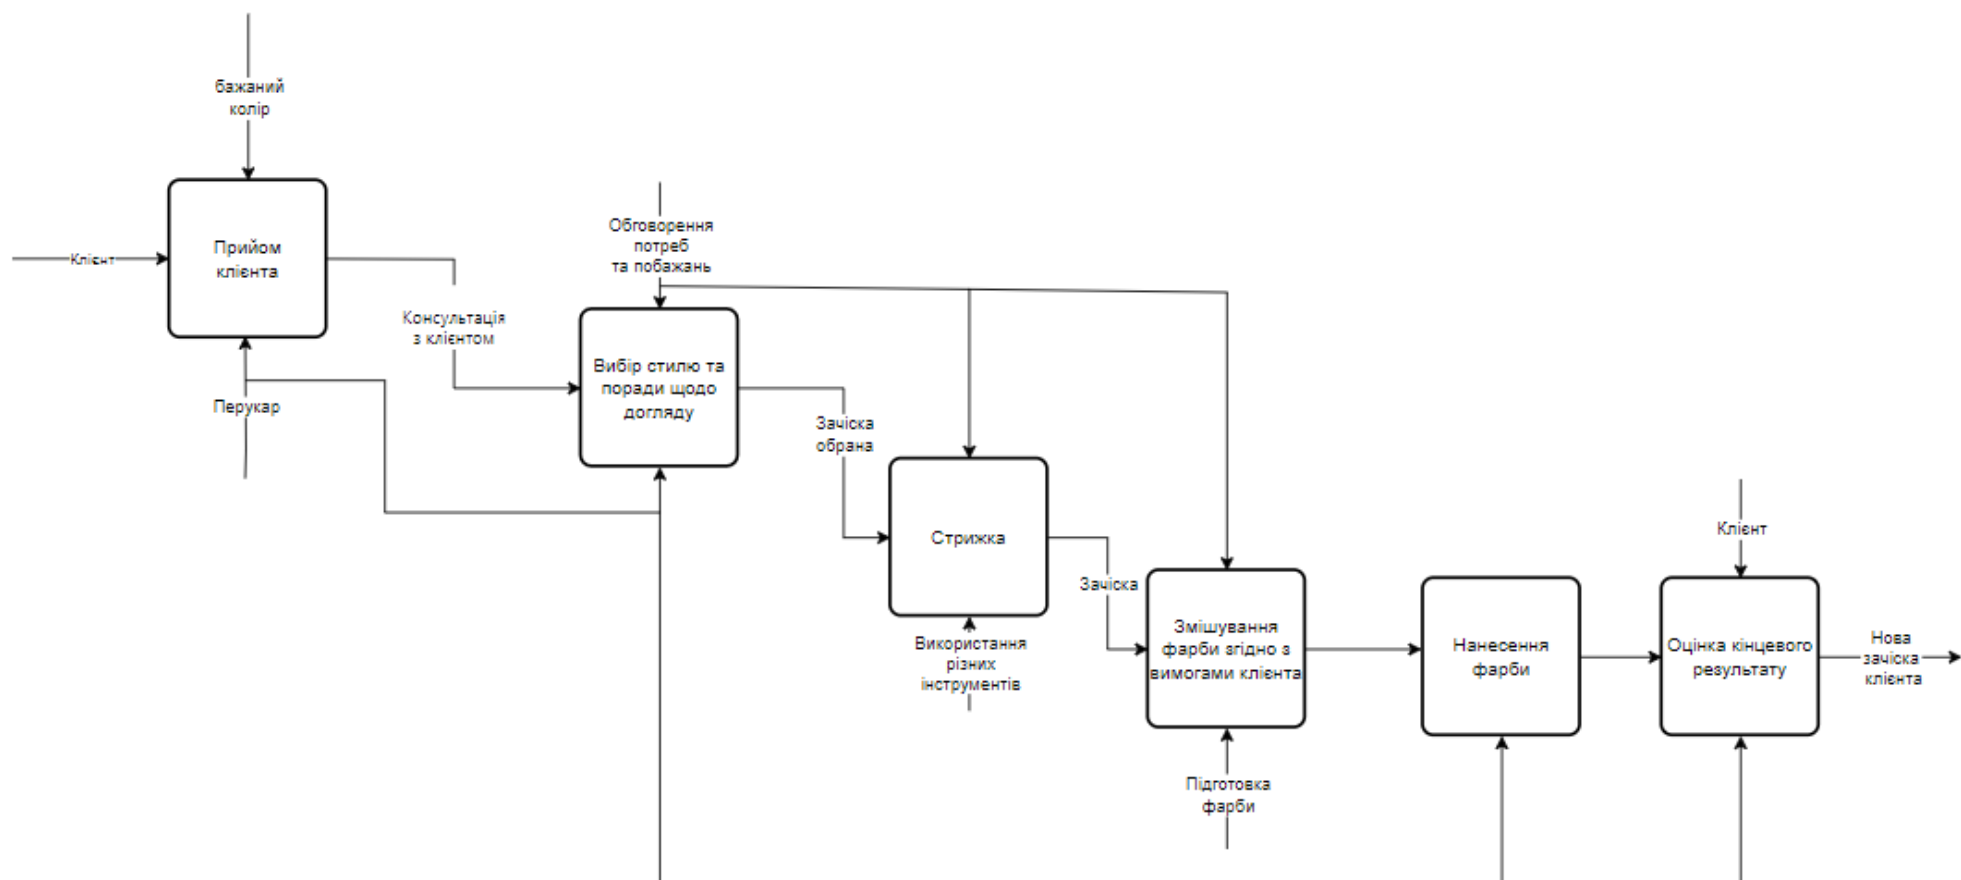 бажаний
колір
Клієнт
Прийом
клієнта
Перукар
Консультація
з клієнтом
Обговорення
потреб
та побажань
Вибір стилю та
поради щодо
догляду
Зачіска
обрана
Стрижка
Використання
різних
інструментів
Зачіска
Змішування
фарби згідно з
вимогами клієнта
Підготовка
фарби
Нанесення
фарби
Клієнт
Оцінка кінцевого
результату
Нова
зачіска
клієнта